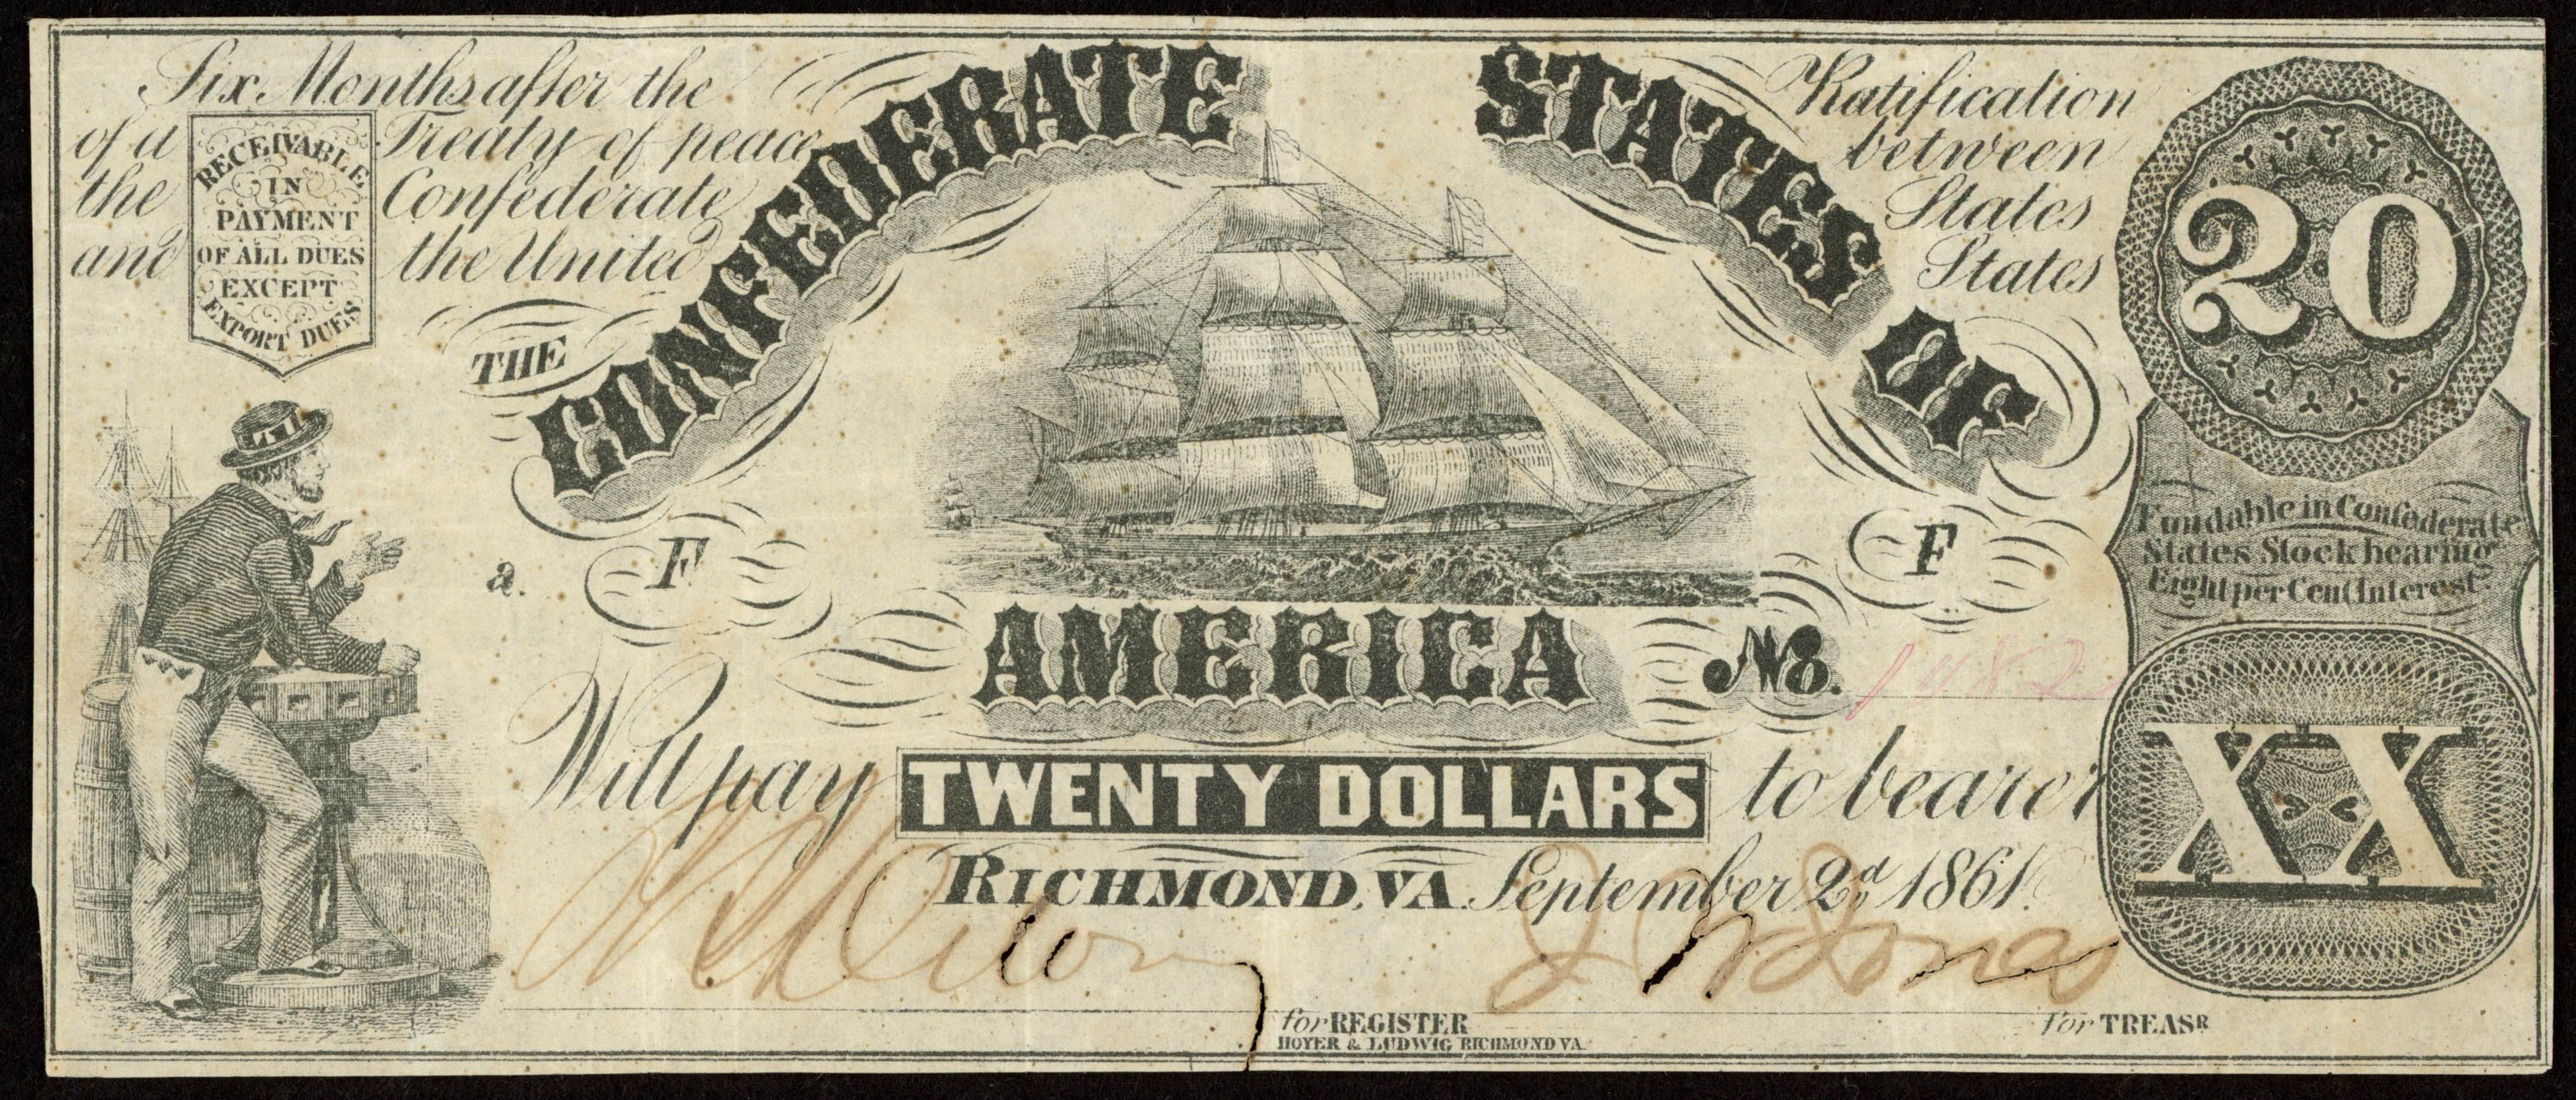 Six Months after the Ratification
of a Treaty of peace between
the Confederate States
and the United States
RECEIVABLE
IN
PAYMENT
OF ALL DUES
EXCEPT
EXPORT DUES
THE
CONFEDERATE STATES OF
AMERICA
20
a. F
F
Fundable in Confederate
States Stock bearing
Eight per Cent Interest
No.
Will pay TWENTY DOLLARS to bearer
XX
RICHMOND, VA. September 2d, 1861.
for REGISTER
for TREASR
HOYER & LUDWIG RICHMOND VA